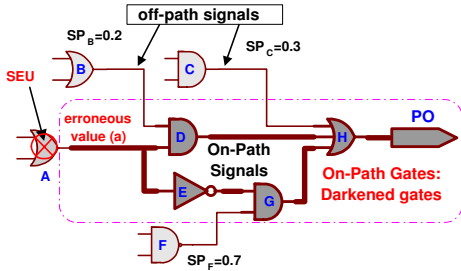 off-path signals
SP_B=0.2
SP_C=0.3
B
C
SEU
PO
erroneous
value (a)
D
H
A
On-Path
Signals
On-Path Gates:
Darkened gates
E
G
F
SP_F=0.7